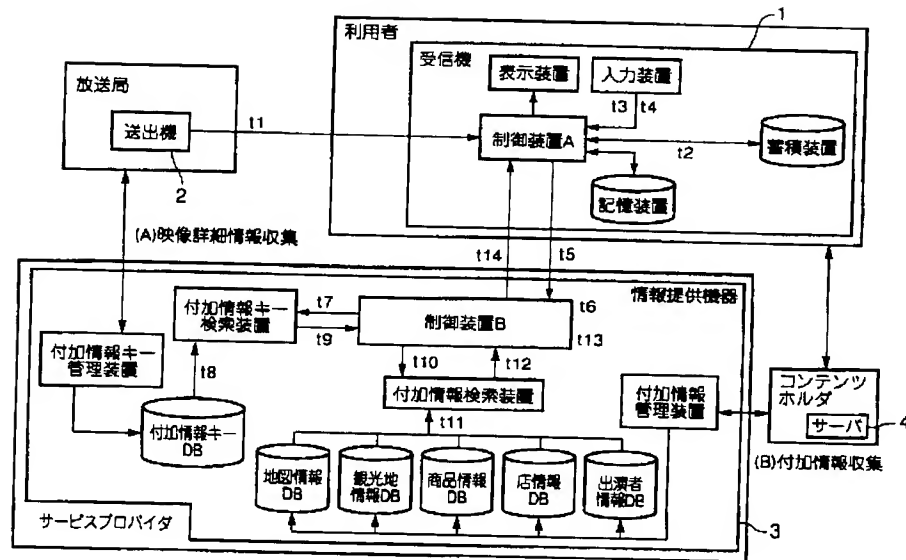 1
利用者
受信機
表示装置
入力装置
t3
t4
放送局
送出機
t1
制御装置A
t2
蓄積装置
2
記憶装置
(A)映像詳細情報収集
t14
t5
情報提供機器
付加情報キー
検索装置
t7
t9
制御装置B
t6
t13
付加情報キー
管理装置
t8
t10
t12
付加情報検索装置
付加情報
管理装置
コンテンツ
ホルダ
サーバ
4
付加情報キー
DB
t11
(B)付加情報収集
地図情報
DB
観光地
情報DB
商品情報
DB
店情報
DB
出演者
情報DB
サービスプロバイダ
3